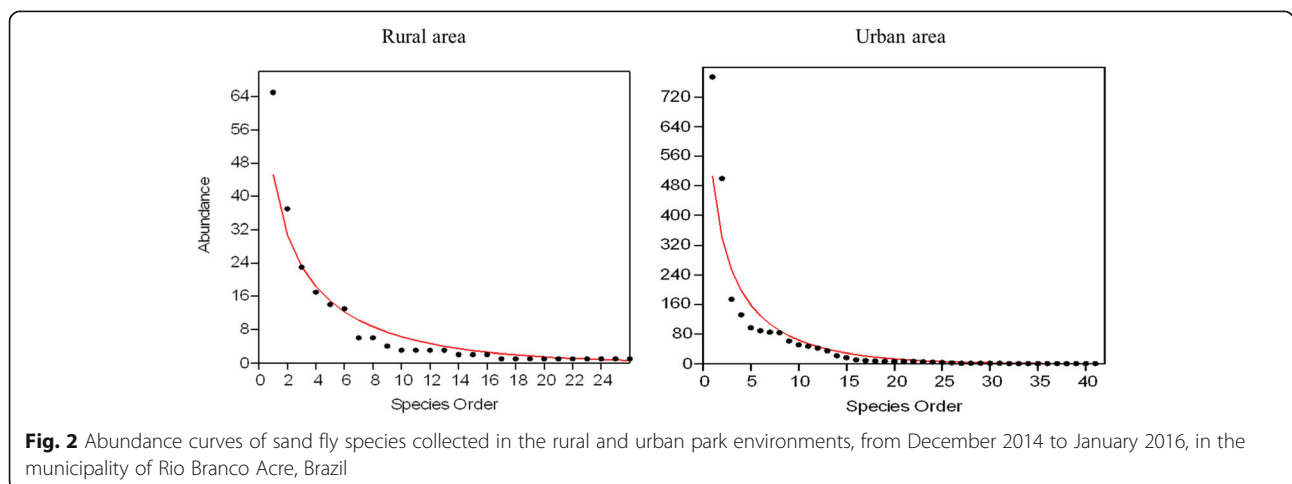 Rural area
Urban area
Abundance
64
56
48
40
32
24
16
8
0
0 2 4 6 8 10 12 14 16 18 20 22 24
Species Order
720
640
560
480
400
320
240
160
80
0
0 5 10 15 20 25 30 35 40
Species Order
Fig. 2 Abundance curves of sand fly species collected in the rural and urban park environments, from December 2014 to January 2016, in the
municipality of Rio Branco Acre, Brazil